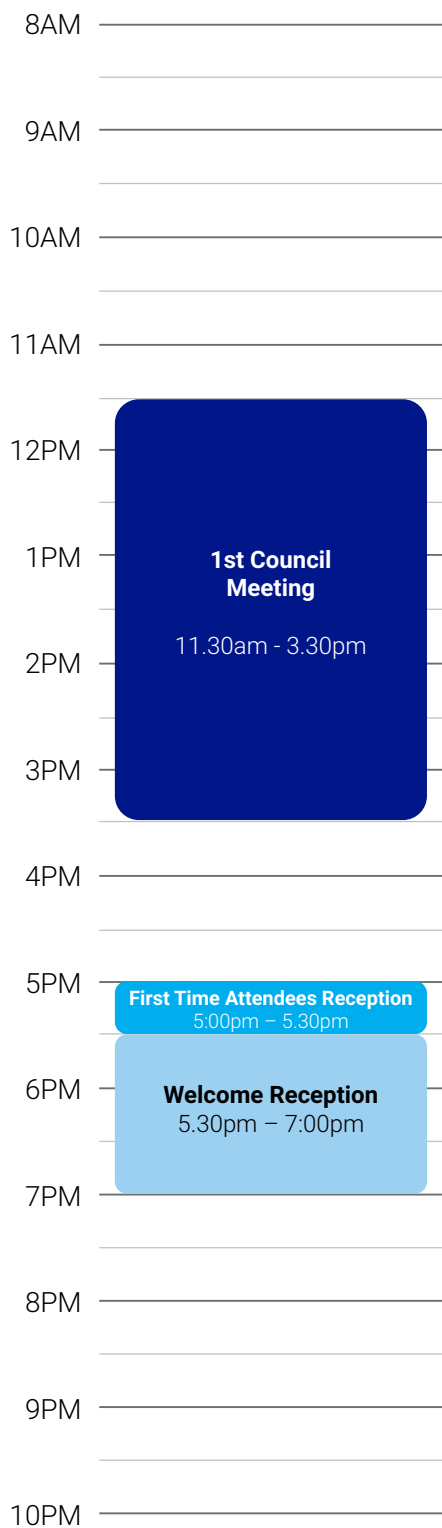 8AM
9AM
10AM
11AM
12PM
1PM
1st Council
Meeting
11.30am - 3.30pm
2PM
3PM
4PM
5PM
First Time Attendees Reception
5:00pm – 5.30pm
6PM
Welcome Reception
5.30pm – 7:00pm
7PM
8PM
9PM
10PM